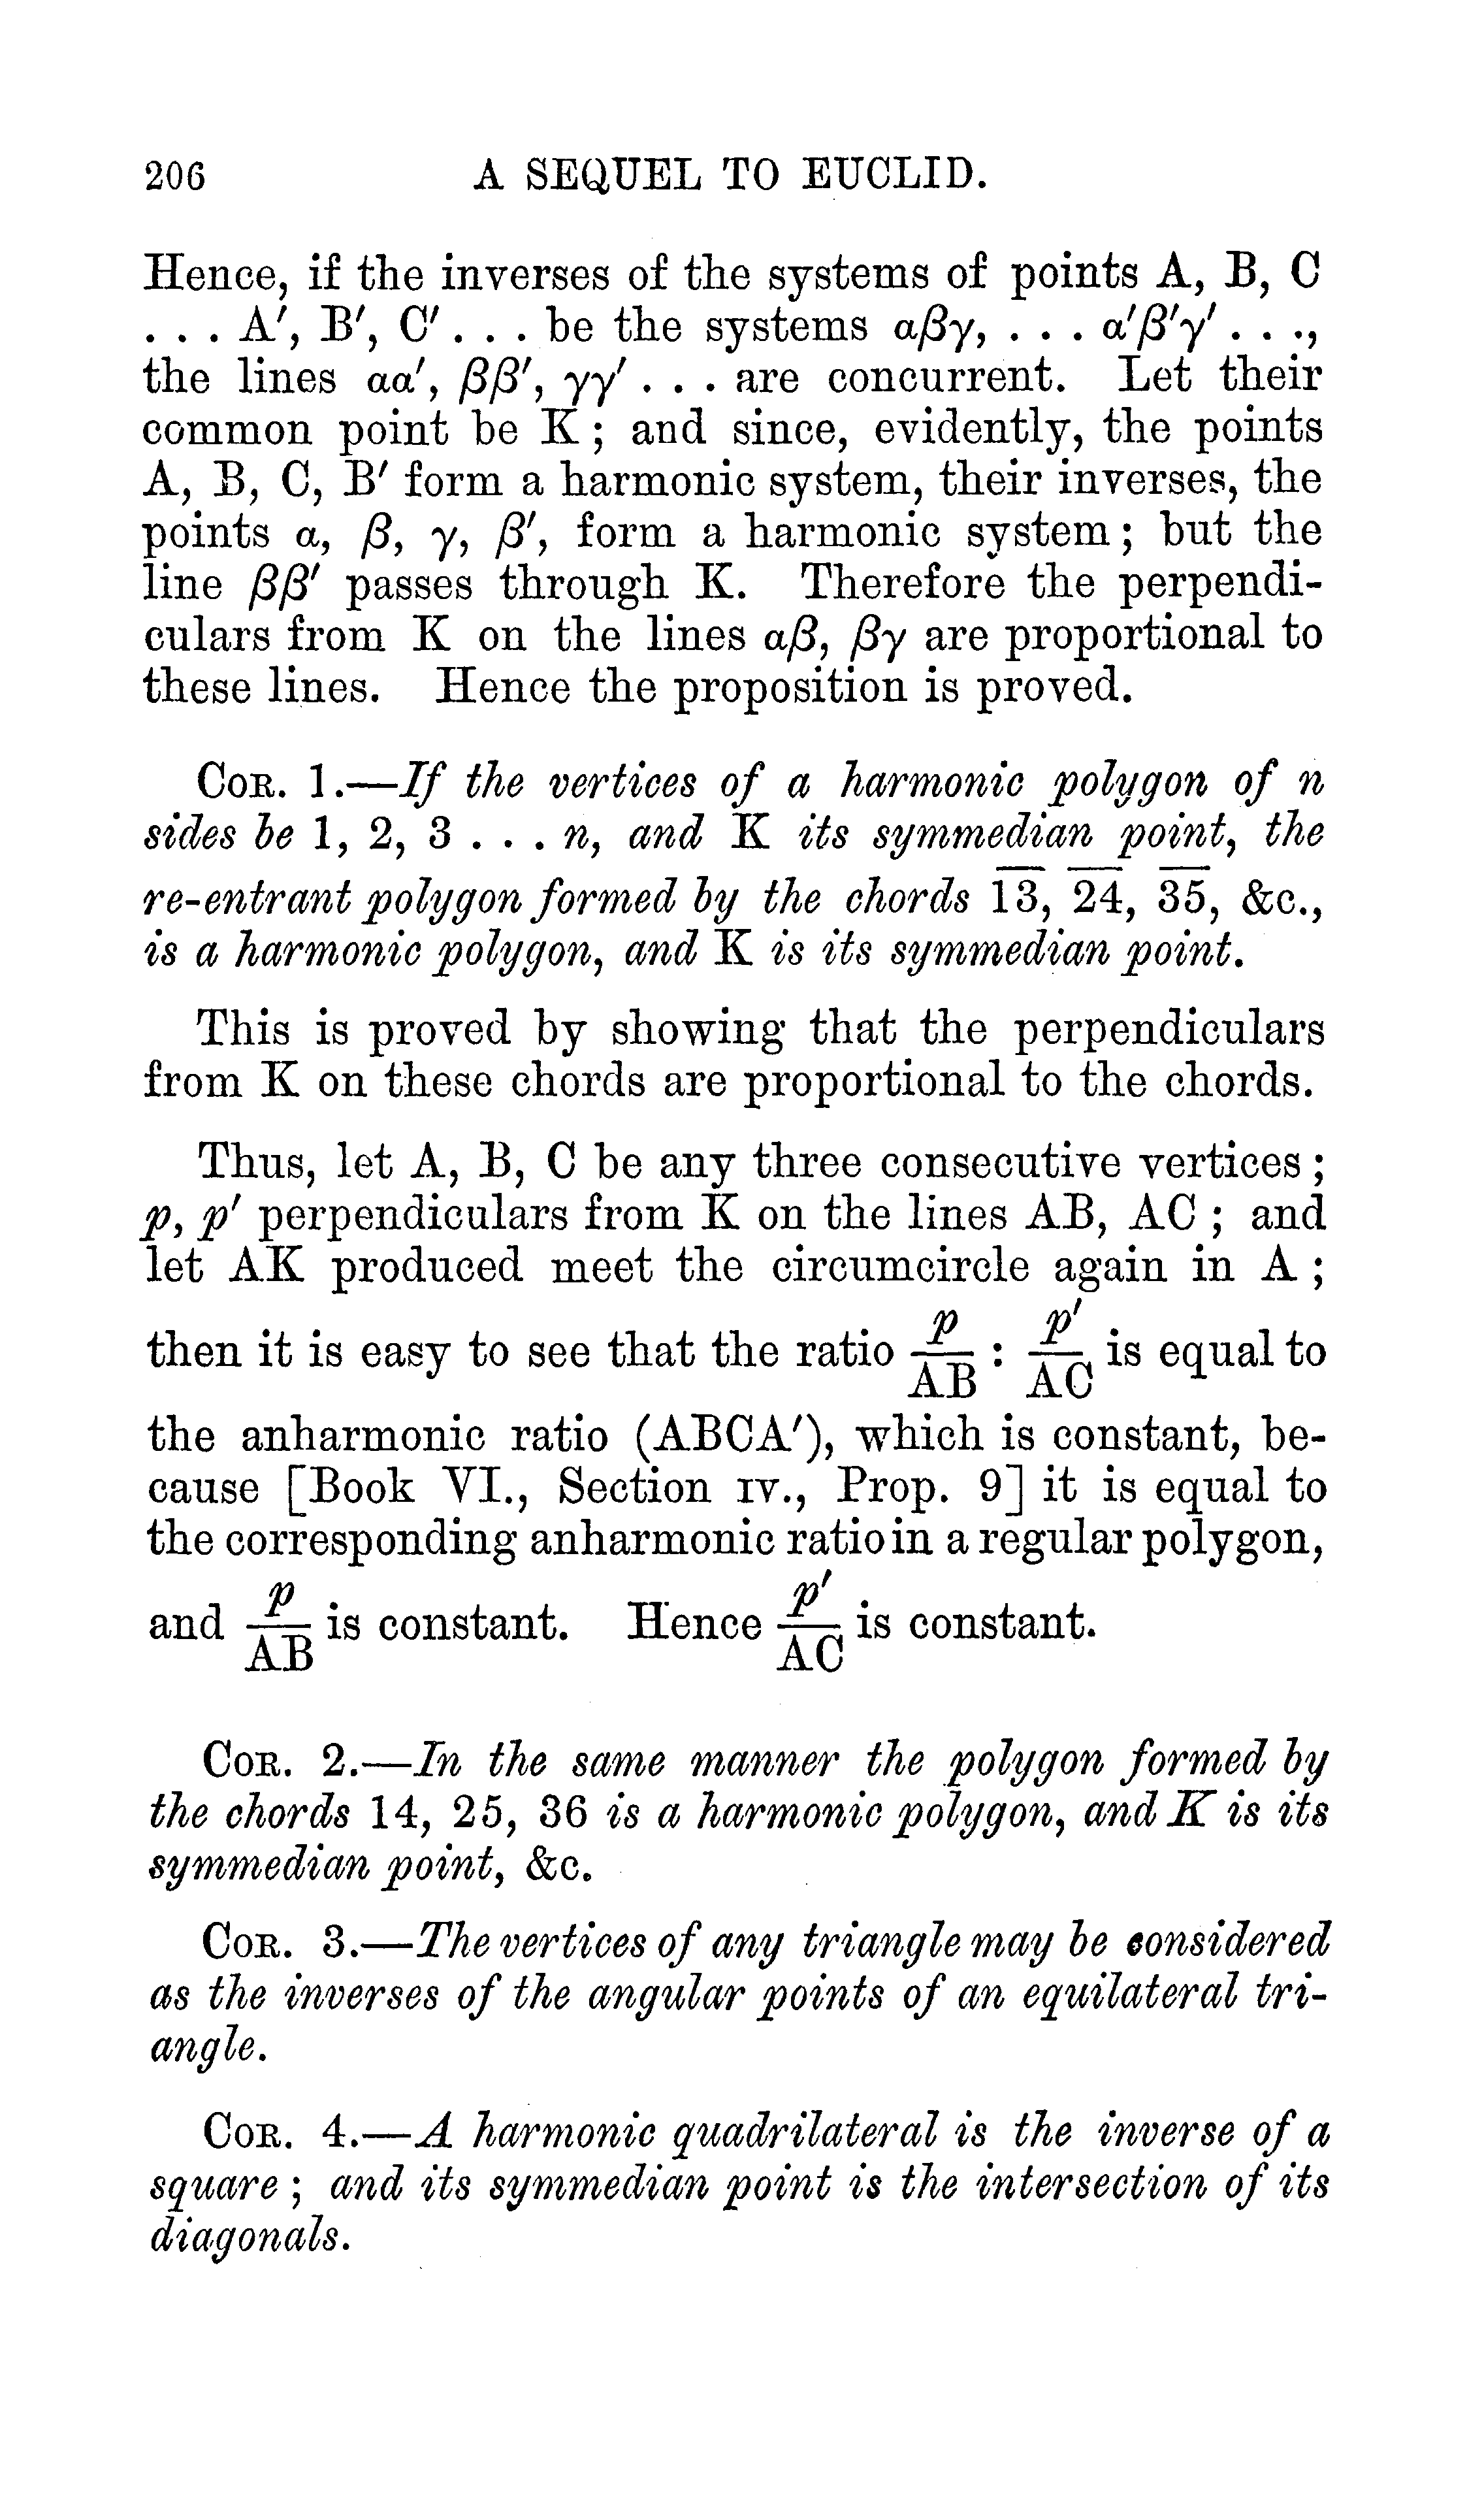 206 A SEQUEL TO EUCLID.
Hence, if the inverses of the systems of points A, B, C
. . . A′, B′, C′ . . . be the systems αβγ, . . . α′β′γ′ . . .,
the lines αα′, ββ′, γγ′ . . . are concurrent. Let their
common point be K ; and since, evidently, the points
A, B, C, B′ form a harmonic system, their inverses, the
points α, β, γ, β′, form a harmonic system ; but the
line ββ′ passes through K. Therefore the perpendi-
culars from K on the lines αβ, βγ are proportional to
these lines. Hence the proposition is proved.
COR. 1.—If the vertices of a harmonic polygon of n
sides be 1, 2, 3 . . . n, and K its symmedian point, the
re-entrant polygon formed by the chords 1̅3̅, 2̅4̅, 3̅5̅, &c.,
is a harmonic polygon, and K is its symmedian point.
This is proved by showing that the perpendiculars
from K on these chords are proportional to the chords.
Thus, let A, B, C be any three consecutive vertices ;
p, p′ perpendiculars from K on the lines AB, AC ; and
let AK produced meet the circumcircle again in A ;
then it is easy to see that the ratio p/AB : p′/AC is equal to
the anharmonic ratio (ABCA′), which is constant, be-
cause [Book VI., Section IV., Prop. 9] it is equal to
the corresponding anharmonic ratio in a regular polygon,
and p/AB is constant. Hence p′/AC is constant.
COR. 2.—In the same manner the polygon formed by
the chords 14, 25, 36 is a harmonic polygon, and K is its
symmedian point, &c.
COR. 3.—The vertices of any triangle may be considered
as the inverses of the angular points of an equilateral tri-
angle.
COR. 4.—A harmonic quadrilateral is the inverse of a
square ; and its symmedian point is the intersection of its
diagonals.